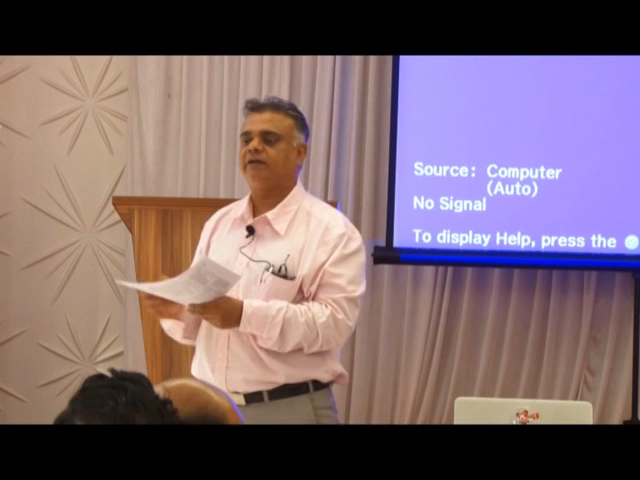 Source: Computer
(Auto)
No Signal
To display Help, press the